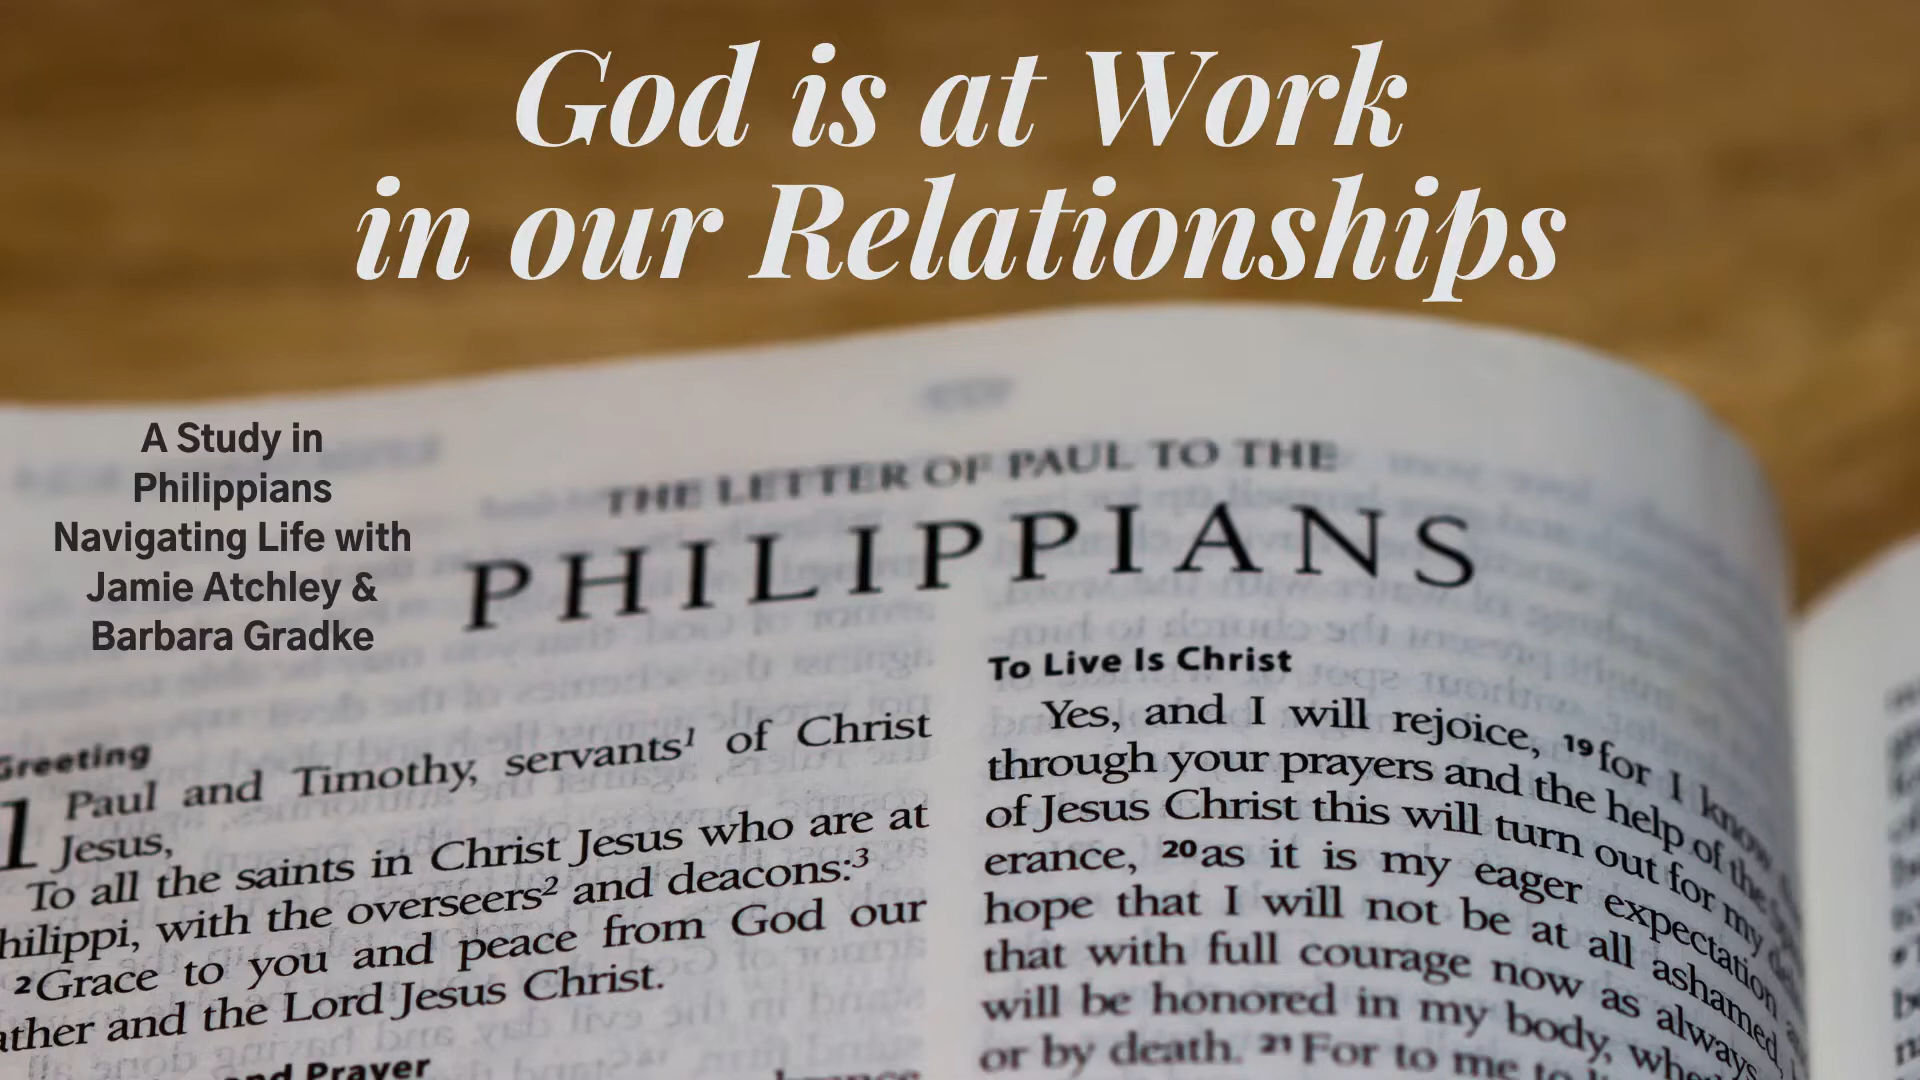 God is at Work
in our Relationships
A Study in
Philippians
Navigating Life with
Jamie Atchley &
Barbara Gradke
THE LETTER OF PAUL TO THE
PHILIPPIANS
Greeting
1 Paul and Timothy, servants¹ of Christ
Jesus,
To all the saints in Christ Jesus who are at
hilippi, with the overseers² and deacons:³
²Grace to you and peace from God our
ather and the Lord Jesus Christ.
nd Prayer
To Live Is Christ
Yes, and I will rejoice, ¹⁹for I know
through your prayers and the help of the
of Jesus Christ this will turn out for my
erance, ²⁰as it is my eager expectation
hope that I will not be at all ashamed,
that with full courage now as always
will be honored in my body, whe
or by death. ²¹For to me to